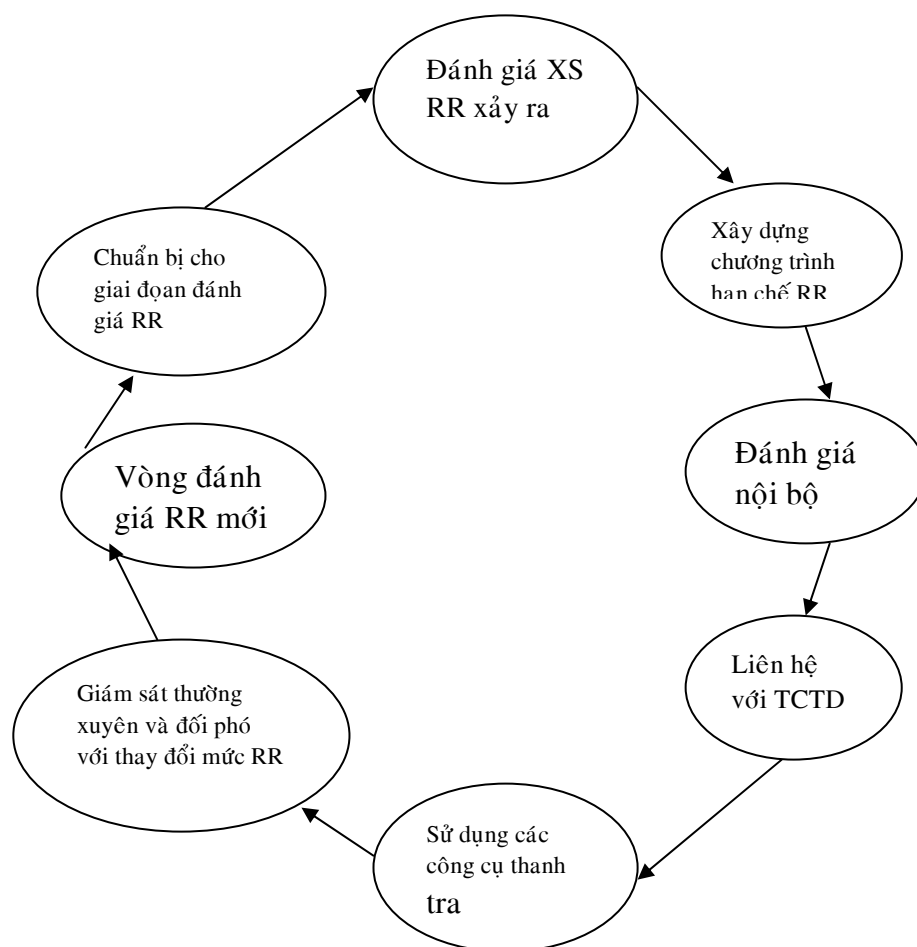 Đánh giá XS
RR xảy ra
Xây dựng
chương trình
hạn chế RR
Đánh giá
nội bộ
Liên hệ
với TCTD
Sử dụng các
công cụ thanh
tra
Giám sát thường
xuyên và đối phó
với thay đổi mức RR
Vòng đánh
giá RR mới
Chuẩn bị cho
giai đọan đánh
giá RR